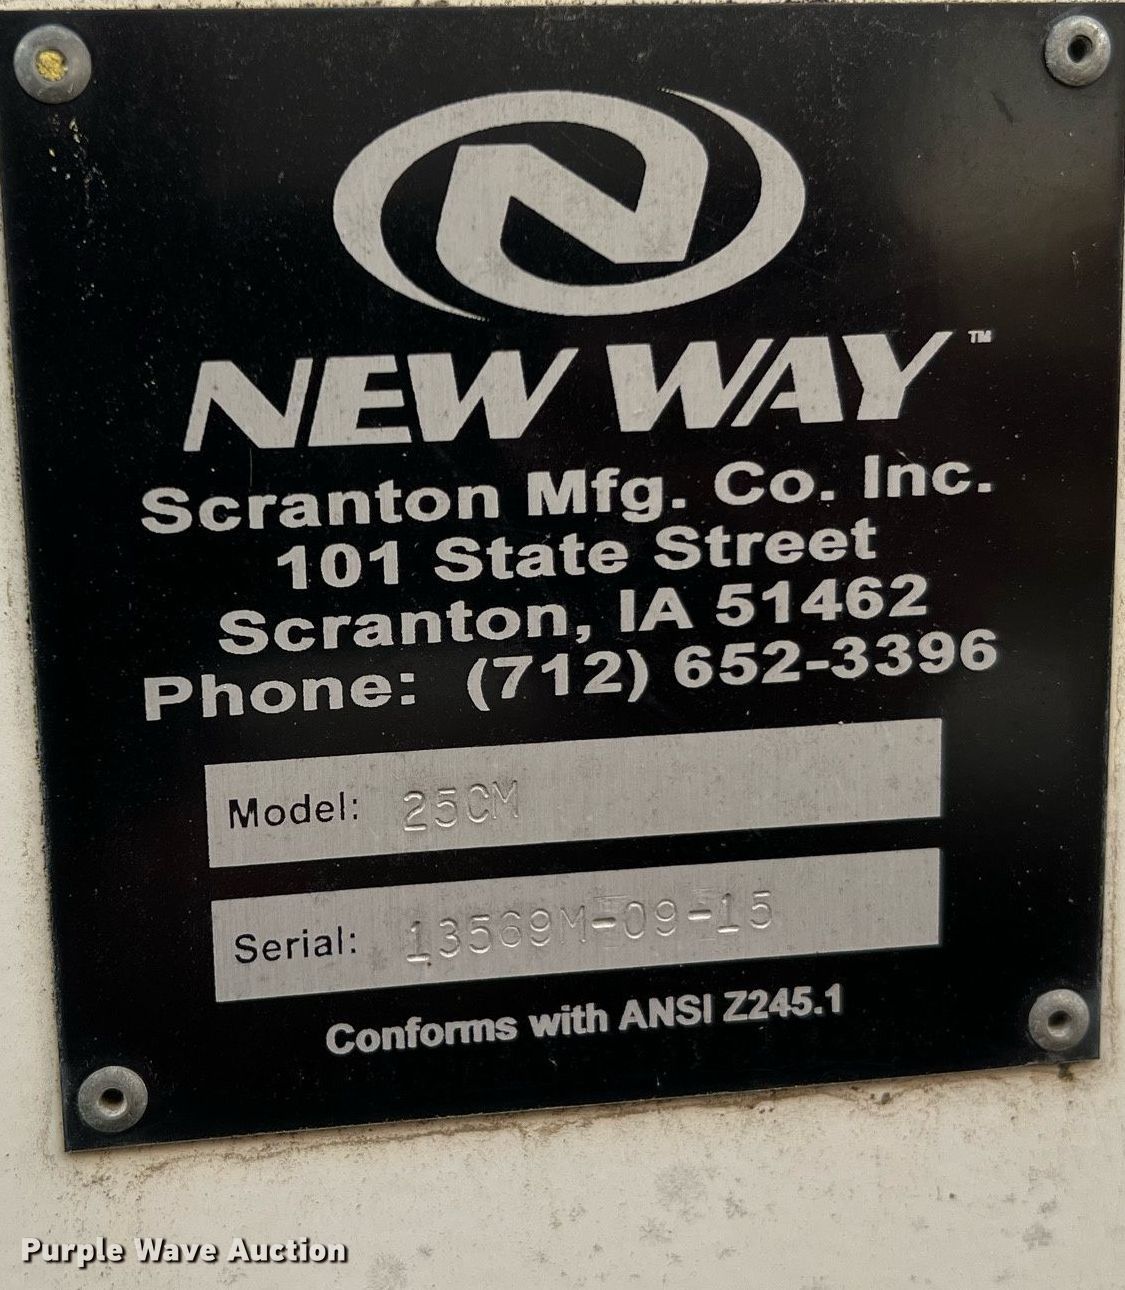 NEW WAY™
Scranton Mfg. Co. Inc.
101 State Street
Scranton, IA 51462
Phone: (712) 652-3396
Model: 25CM
Serial: 13569M-09-15
Conforms with ANSI Z245.1
Purple Wave Auction